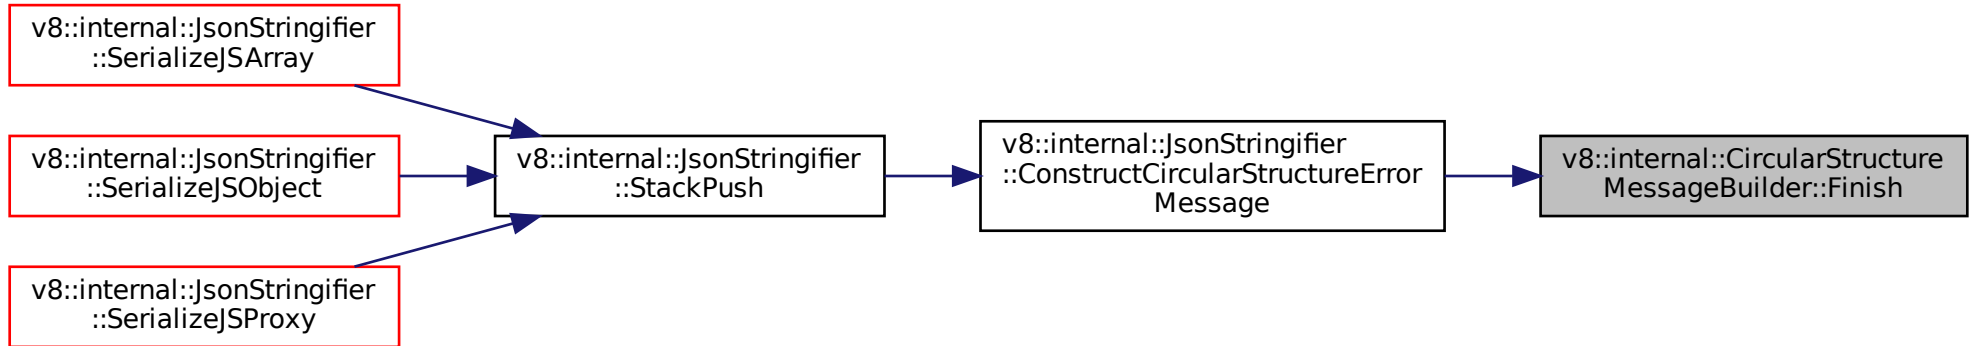 v8::internal::JsonStringifier
::SerializeJSArray
v8::internal::JsonStringifier
::SerializeJSObject
v8::internal::JsonStringifier
::SerializeJSProxy
v8::internal::JsonStringifier
::StackPush
v8::internal::JsonStringifier
::ConstructCircularStructureError
Message
v8::internal::CircularStructure
MessageBuilder::Finish